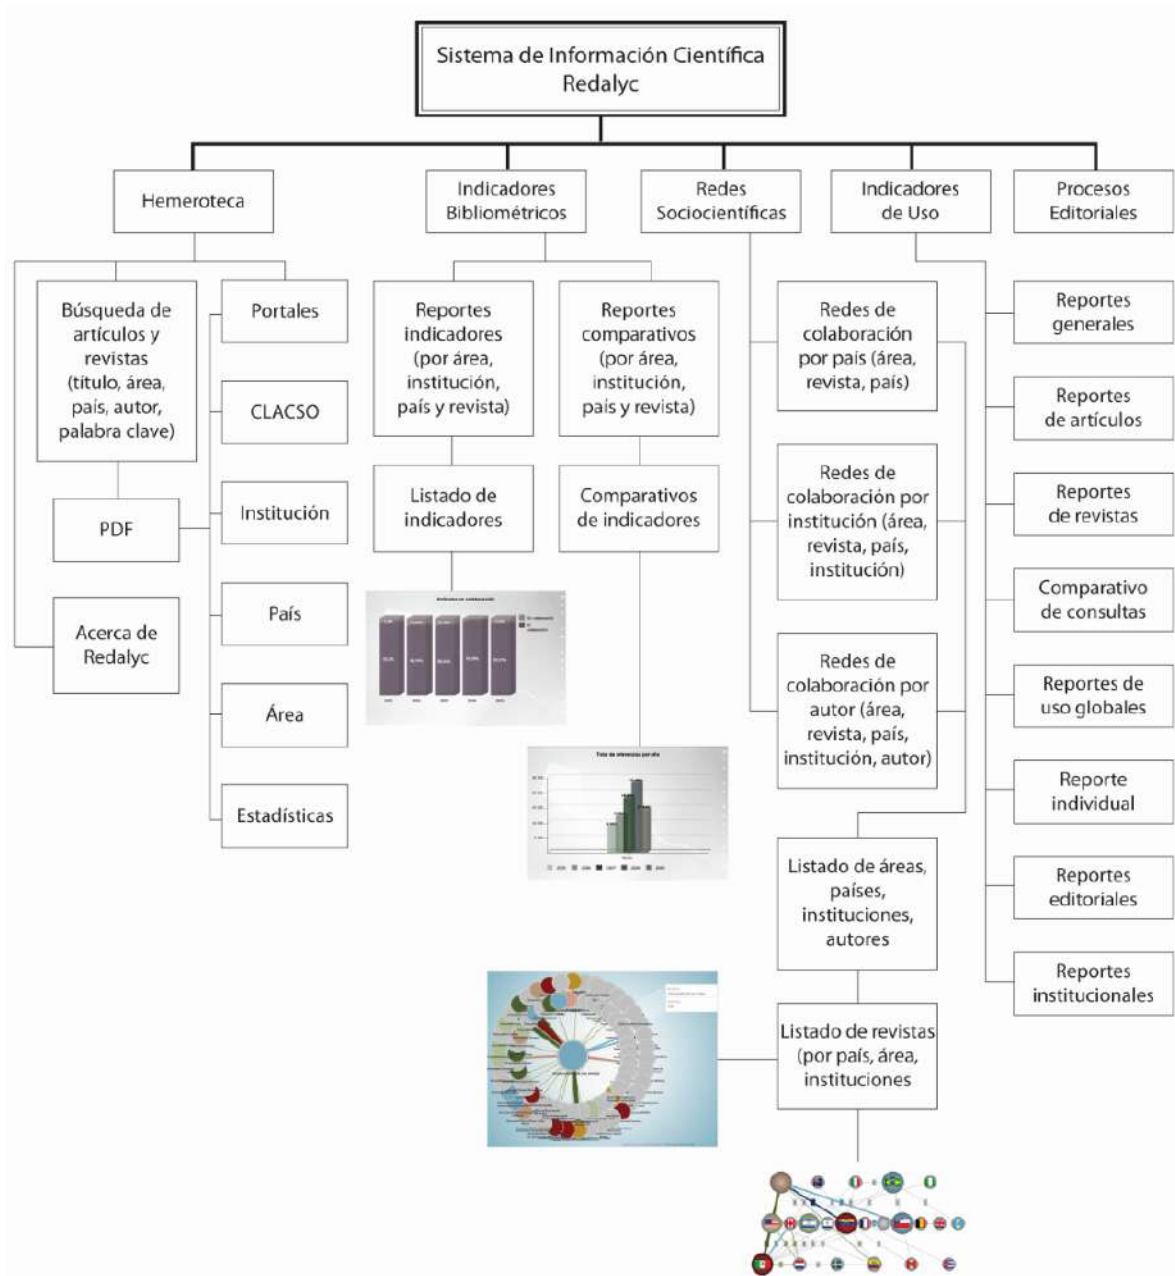 Sistema de Información Científica
Redalyc
Hemeroteca
Indicadores
Bibliométricos
Redes
Sociocientíficas
Indicadores
de Uso
Procesos
Editoriales
Búsqueda de
artículos y
revistas
(título, área,
país, autor,
palabra clave)
PDF
Acerca de
Redalyc
Portales
CLACSO
Institución
País
Área
Estadísticas
Reportes
indicadores
(por área,
institución,
país y revista)
Listado de
indicadores
Reportes
comparativos
(por área,
institución,
país y revista)
Comparativos
de indicadores
Redes de
colaboración
por país (área,
revista, país)
Redes de
colaboración por
institución (área,
revista, país,
institución)
Redes de
colaboración por
autor (área,
revista, país,
institución, autor)
Listado de áreas,
países,
instituciones,
autores
Listado de revistas
(por país, área,
instituciones
Reportes
generales
Reportes
de artículos
Reportes
de revistas
Comparativo
de consultas
Reportes de
uso globales
Reporte
individual
Reportes
editoriales
Reportes
institucionales